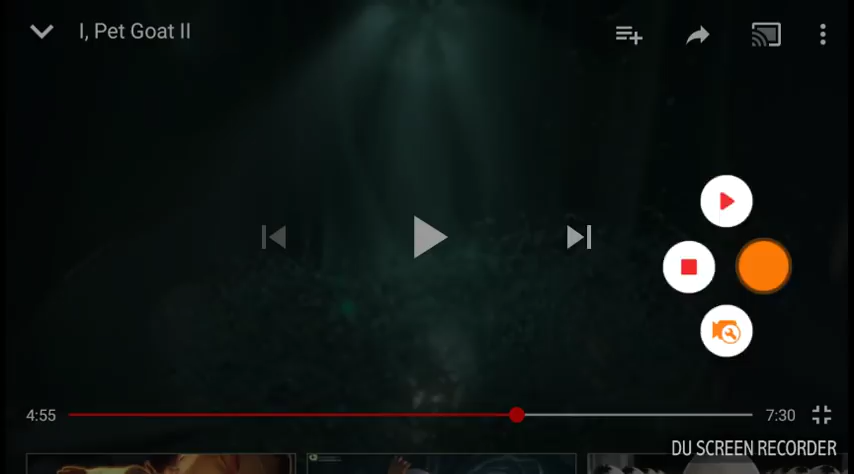 I, Pet Goat II
4:55
7:30
DU SCREEN RECORDER